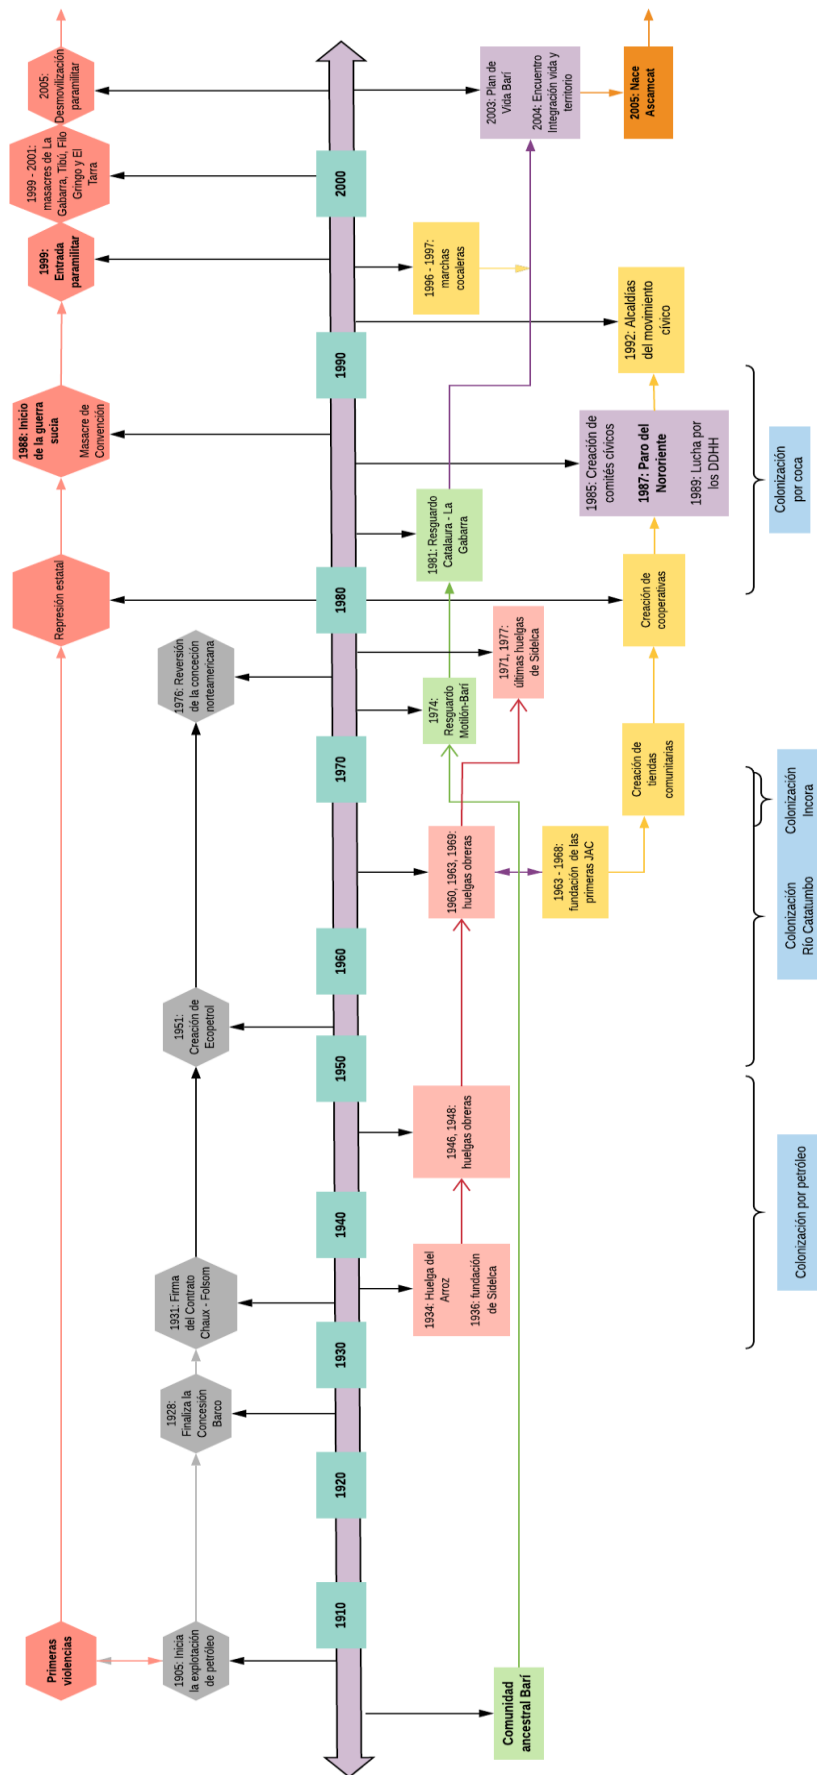 Primeras
violencias
Represión estatal
1988: Inicio
de la guerra
sucia
Masacre de
Convención
1999:
Entrada
paramilitar
1999 - 2001:
masacres de La
Gabarra, Tibú, Filo
Gringo y El
Tarra
2005:
Desmovilización
paramilitar
1905: Inicia
la explotación
de petróleo
1928:
Finaliza la
Concesión
Barco
1931: Firma
del Contrato
Chaux - Folsom
1951:
Creación de
Ecopetrol
1976: Reversión
de la conceción
norteamericana
1910
1920
1930
1940
1950
1960
1970
1980
1990
2000
Comunidad
ancestral Barí
1934: Huelga del
Arroz
1936: fundación
de Sidelca
1946, 1948:
huelgas obreras
1960, 1963, 1969:
huelgas obreras
1974:
Resguardo
Motilón-Barí
1971, 1977:
últimas huelgas
de Sidelca
1981: Resguardo
Catalaura - La
Gabarra
1996 - 1997:
marchas
cocaleras
2003: Plan de
Vida Barí
2004: Encuentro
Integración vida y
territorio
1963 - 1968:
fundación de las
primeras JAC
Creación de
tiendas
comunitarias
Creación de
cooperativas
1985: Creación de
comités cívicos
1987: Paro del
Nororiente
1989: Lucha por
los DDHH
1992: Alcaldías
del movimiento
cívico
2005: Nace
Ascamcat
Colonización por petróleo
Colonización
Río Catatumbo
Colonización
Incora
Colonización
por coca